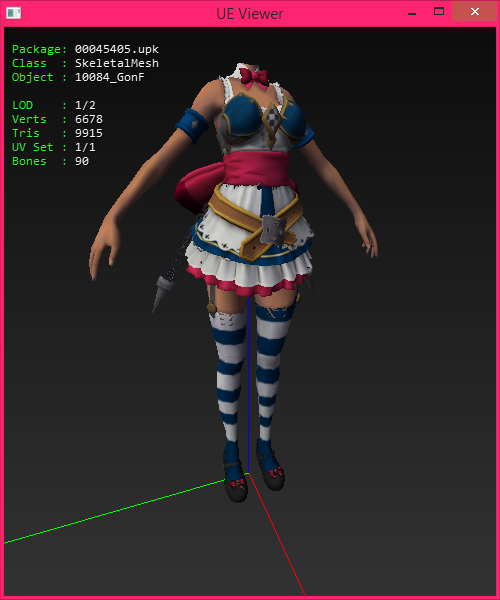 UE Viewer
Package: 00045405.upk
Class  : SkeletalMesh
Object : 10084_GonF
LOD    : 1/2
Verts  : 6678
Tris   : 9915
UV Set : 1/1
Bones  : 90